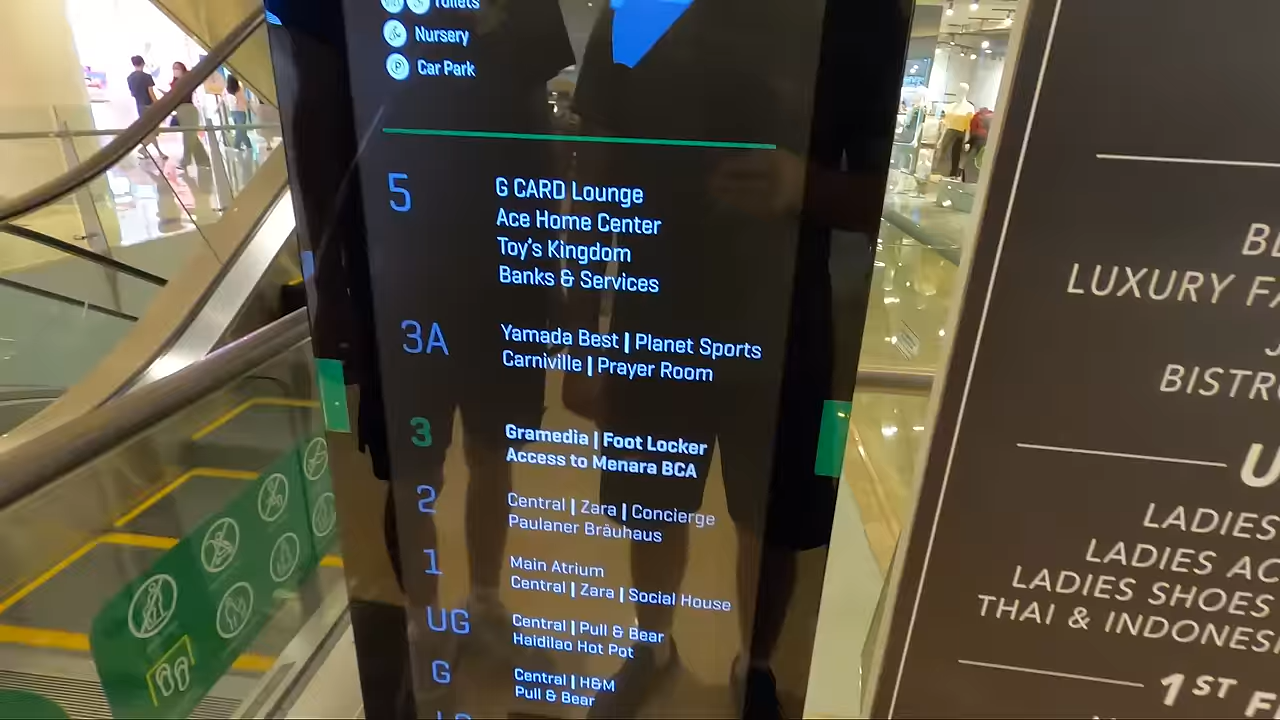 Toilets
Nursery
Car Park
5
G CARD Lounge
Ace Home Center
Toy's Kingdom
Banks & Services
3A
Yamada Best | Planet Sports
Carniville | Prayer Room
3
Gramedia | Foot Locker
Access to Menara BCA
2
Central | Zara | Concierge
Paulaner Bräuhaus
1
Main Atrium
Central | Zara | Social House
UG
Central | Pull & Bear
Haidilao Hot Pot
G
Central | H&M
Pull & Bear
LUXURY
LADIES
LADIES
LADIES SHOES
THAI &
1ST